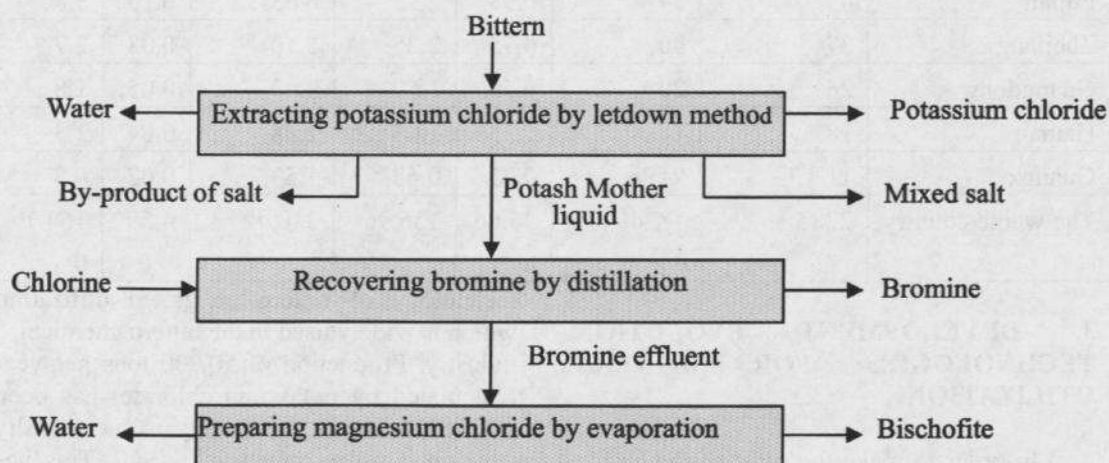 Bittern
Water
Extracting potassium chloride by letdown method
Potassium chloride
By-product of salt
Potash Mother
liquid
Mixed salt
Chlorine
Recovering bromine by distillation
Bromine
Bromine effluent
Water
Preparing magnesium chloride by evaporation
Bischofite